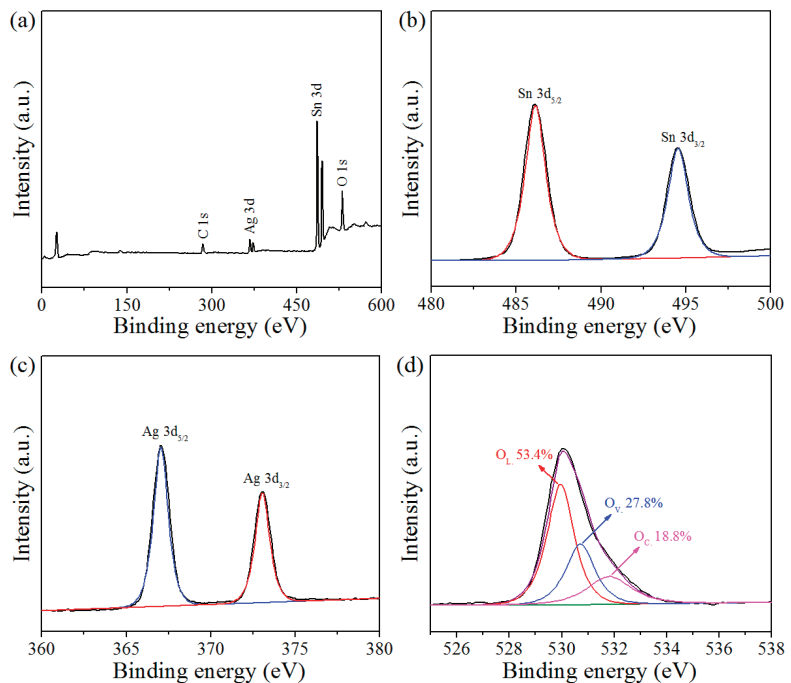 (a)
Intensity (a.u.)
C 1s
Ag 3d
Sn 3d
O 1s
0 150 300 450 600
Binding energy (eV)
(b)
Intensity (a.u.)
Sn 3d5/2
Sn 3d3/2
480 485 490 495 500
Binding energy (eV)
(c)
Intensity (a.u.)
Ag 3d5/2
Ag 3d3/2
360 365 370 375 380
Binding energy (eV)
(d)
Intensity (a.u.)
OL. 53.4%
OV. 27.8%
OC. 18.8%
526 528 530 532 534 536 538
Binding energy (eV)